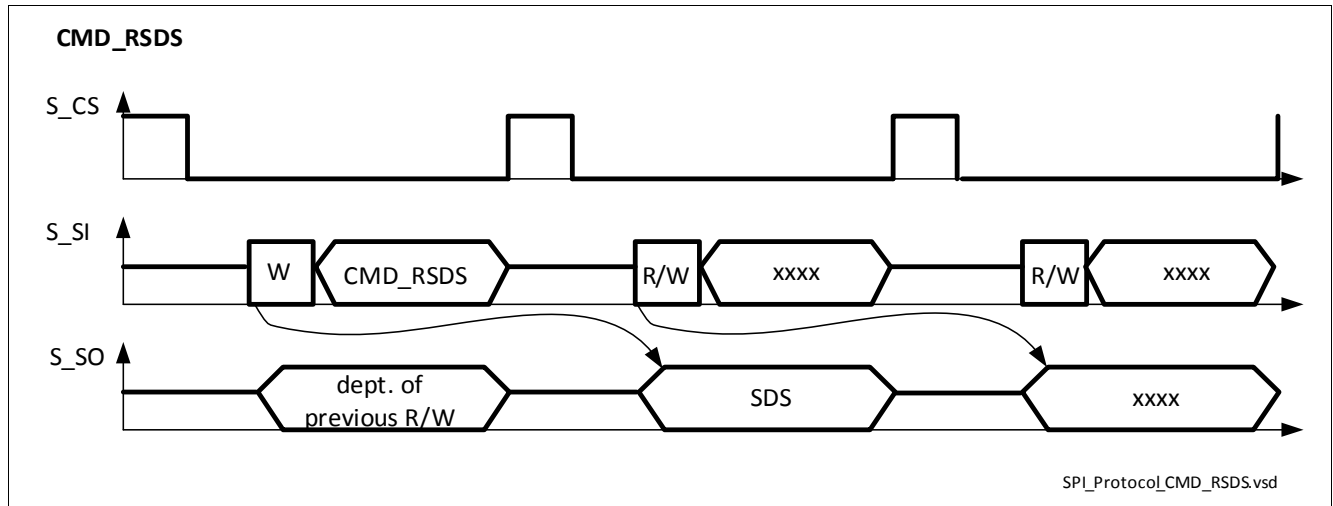 CMD_RSDS
S_CS
S_SI
W
CMD_RSDS
R/W
xxxx
R/W
xxxx
S_SO
dept. of
previous R/W
SDS
xxxx
SPI_Protocol_CMD_RSDS.vsd